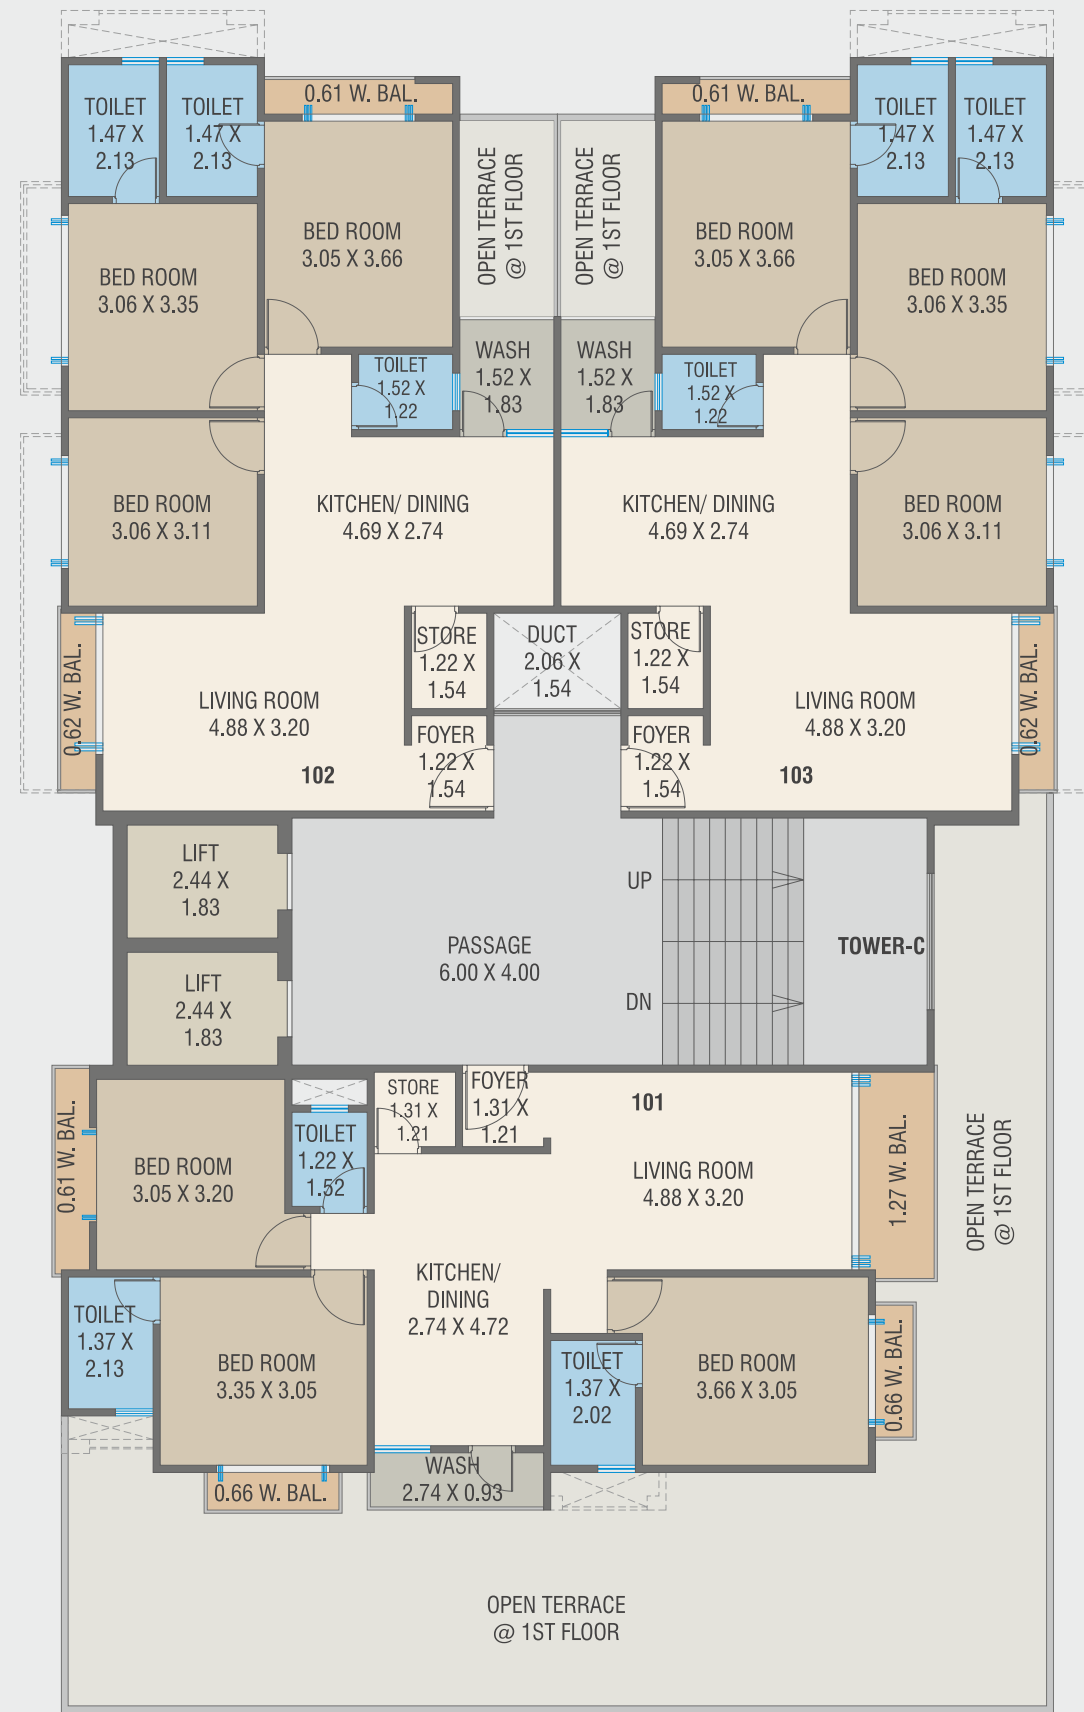 0.61 W. BAL.
0.61 W. BAL.
TOILET
1.47 X
2.13
TOILET
1.47 X
2.13
TOILET
1.47 X
2.13
TOILET
1.47 X
2.13
OPEN TERRACE
@ 1ST FLOOR
OPEN TERRACE
@ 1ST FLOOR
BED ROOM
3.05 X 3.66
BED ROOM
3.05 X 3.66
BED ROOM
3.06 X 3.35
BED ROOM
3.06 X 3.35
TOILET
1.52 X
1.22
WASH
1.52 X
1.83
WASH
1.52 X
1.83
TOILET
1.52 X
1.22
BED ROOM
3.06 X 3.11
KITCHEN/ DINING
4.69 X 2.74
KITCHEN/ DINING
4.69 X 2.74
BED ROOM
3.06 X 3.11
0.62 W. BAL.
STORE
1.22 X
1.54
DUCT
2.06 X
1.54
STORE
1.22 X
1.54
0.62 W. BAL.
LIVING ROOM
4.88 X 3.20
102
FOYER
1.22 X
1.54
FOYER
1.22 X
1.54
LIVING ROOM
4.88 X 3.20
103
LIFT
2.44 X
1.83
UP
PASSAGE
6.00 X 4.00
TOWER-C
LIFT
2.44 X
1.83
DN
0.61 W. BAL.
BED ROOM
3.05 X 3.20
TOILET
1.22 X
1.52
STORE
1.31 X
1.21
FOYER
1.31 X
1.21
101
LIVING ROOM
4.88 X 3.20
1.27 W. BAL.
OPEN TERRACE
@ 1ST FLOOR
TOILET
1.37 X
2.13
BED ROOM
3.35 X 3.05
KITCHEN/
DINING
2.74 X 4.72
TOILET
1.37 X
2.02
BED ROOM
3.66 X 3.05
0.66 W. BAL.
0.66 W. BAL.
WASH
2.74 X 0.93
OPEN TERRACE
@ 1ST FLOOR